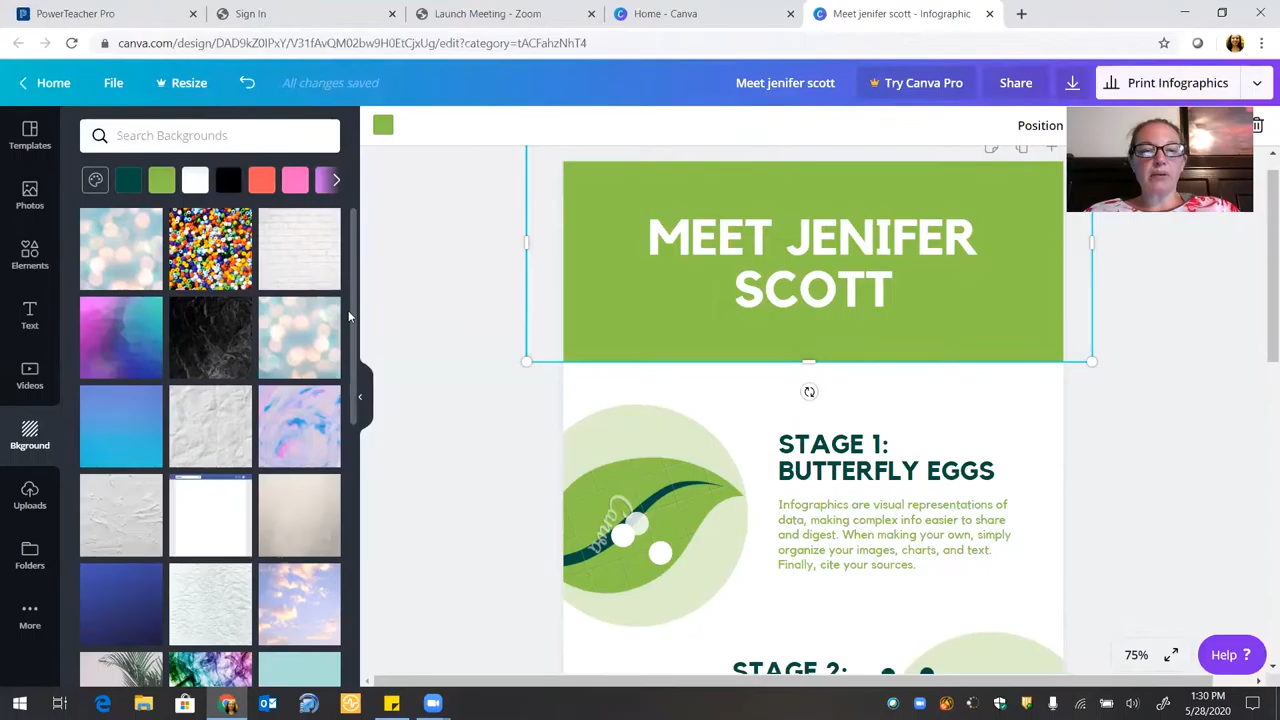 PowerTeacher Pro
Sign In
Launch Meeting - Zoom
Home - Canva
Meet jenifer scott - Infographic
canva.com/design/DAD9kZ0IPxY/V31fAvQM02bw9H0EtCjxUg/edit?category=tACFahzNhT4
Home
File
Resize
All changes saved
Meet jenifer scott
Try Canva Pro
Share
Print Infographics
Templates
Photos
Elements
Text
Videos
Bkground
Uploads
Folders
More
Search Backgrounds
Position
MEET JENIFER
SCOTT
STAGE 1:
BUTTERFLY EGGS
Infographics are visual representations of
data, making complex info easier to share
and digest. When making your own, simply
organize your images, charts, and text.
Finally, cite your sources.
Canva
STAGE 2:
75%
Help ?
1:30 PM
5/28/2020